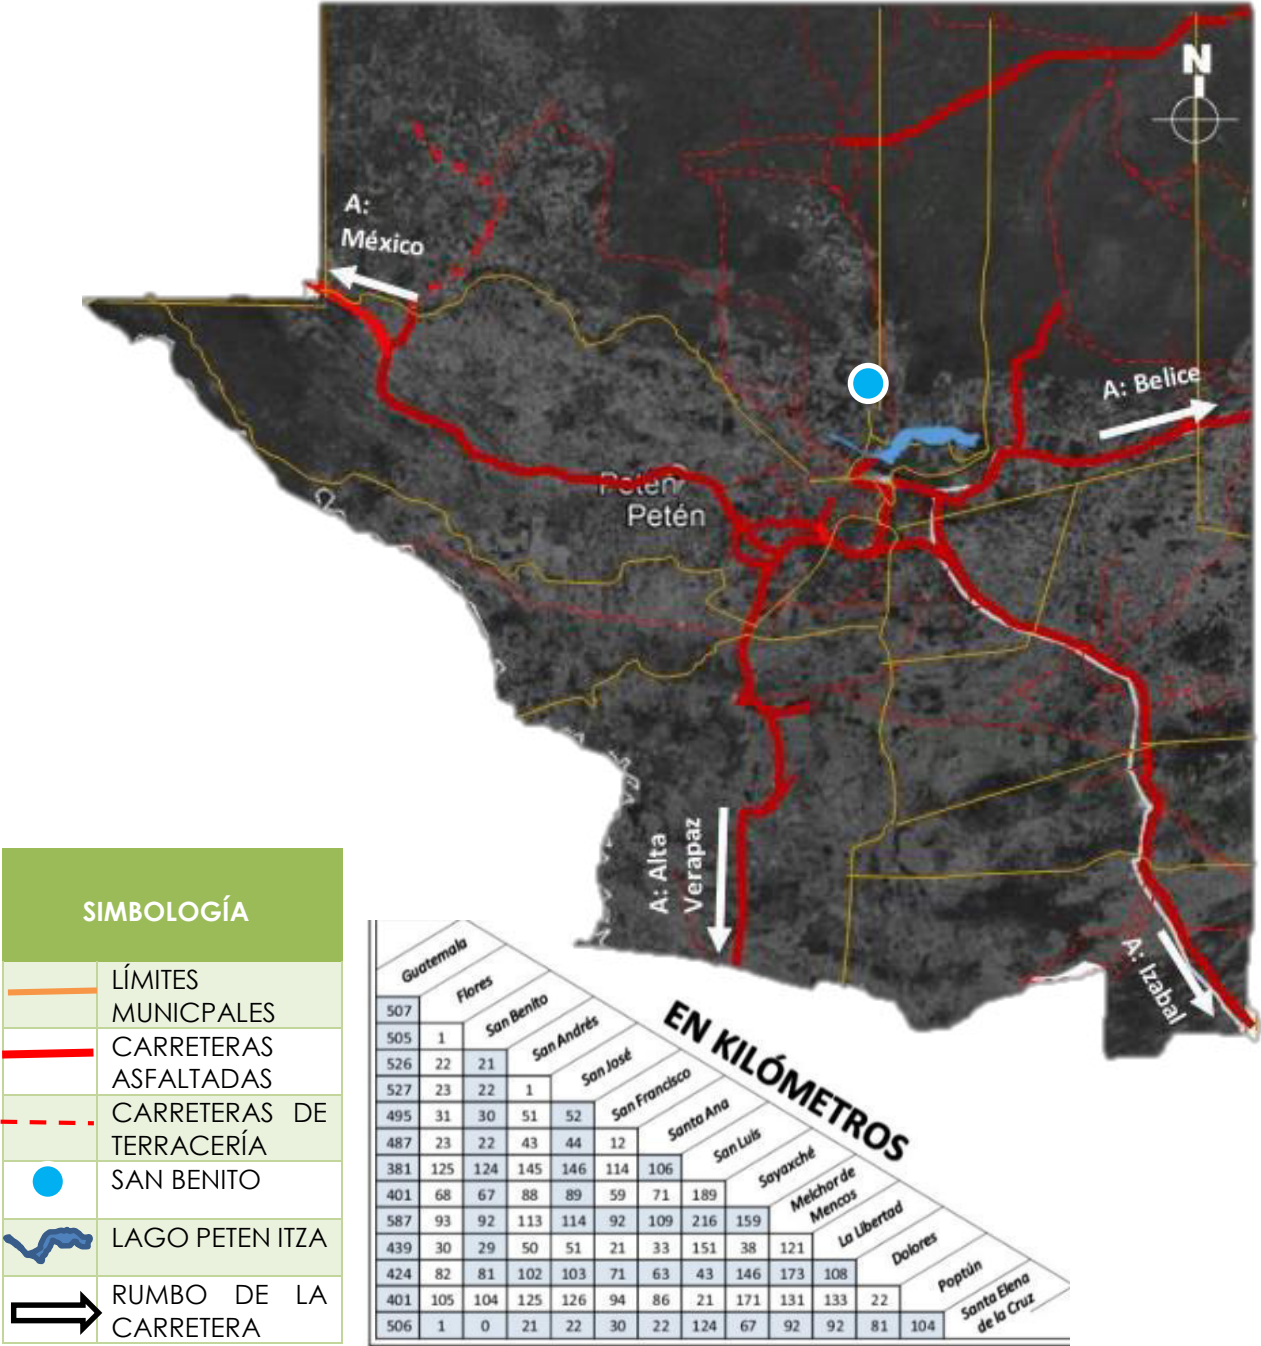 N
A:
México
A: Belice
Petén
Petén
A: Alta
Verapaz
A: Izabal
SIMBOLOGÍA
LÍMITES
MUNICPALES
CARRETERAS
ASFALTADAS
CARRETERAS DE
TERRACERÍA
SAN BENITO
LAGO PETEN ITZA
RUMBO DE LA
CARRETERA
EN KILÓMETROS
Guatemala
507 Flores
505 1 San Benito
526 22 21 San Andrés
527 23 22 1 San José
495 31 30 51 52 San Francisco
487 23 22 43 44 12 Santa Ana
381 125 124 145 146 114 106 San Luis
401 68 67 88 89 59 71 189 Sayaxché
587 93 92 113 114 92 109 216 159 Melchor de
Mencos
439 30 29 50 51 21 33 151 38 121 La Libertad
424 82 81 102 103 71 63 43 146 173 108 Dolores
401 105 104 125 126 94 86 21 171 131 133 22 Poptún
506 1 0 21 22 30 22 124 67 92 92 81 104 Santa Elena
de la Cruz